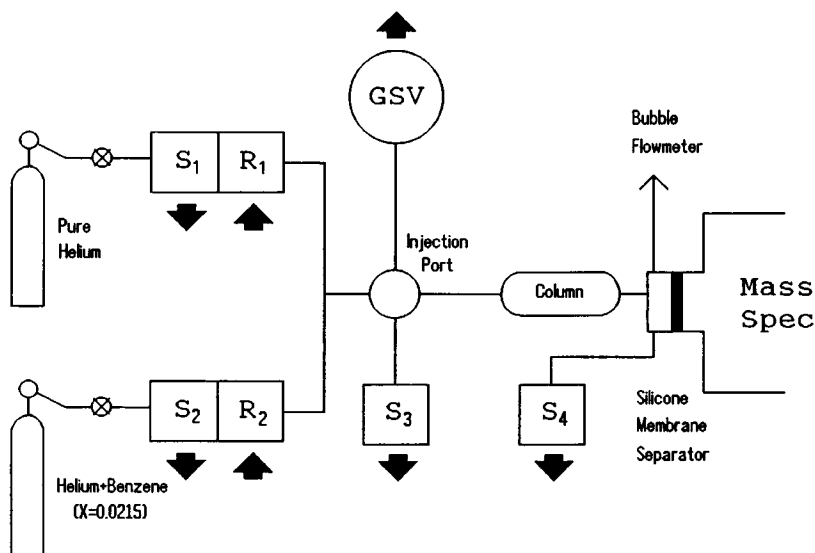 GSV
Bubble
Flowmeter
S1 R1
Pure
Helium
Injection
Port
Column
Mass
Spec
S2 R2
S3
S4
Silicone
Membrane
Separator
Helium+Benzene
(X=0.0215)